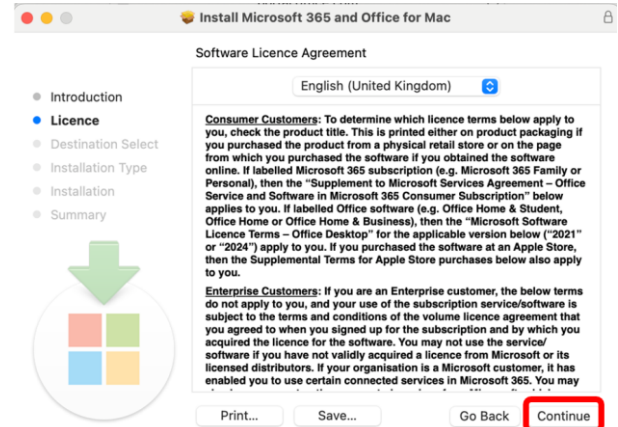 Install Microsoft 365 and Office for Mac
Software Licence Agreement
English (United Kingdom)
Introduction
Licence
Destination Select
Installation Type
Installation
Summary
Consumer Customers: To determine which licence terms below apply to
you, check the product title. This is printed either on product packaging if
you purchased the product from a physical retail store or on the page
from which you purchased the software if you obtained the software
online. If labelled Microsoft 365 subscription (e.g. Microsoft 365 Family or
Personal), then the “Supplement to Microsoft Services Agreement – Office
Service and Software in Microsoft 365 Consumer Subscription” below
applies to you. If labelled Office software (e.g. Office Home & Student,
Office Home or Office Home & Business), then the “Microsoft Software
Licence Terms – Office Desktop” for the applicable version below (“2021”
or “2024”) apply to you. If you purchased the software at an Apple Store,
then the Supplemental Terms for Apple Store purchases below also apply
to you.
Enterprise Customers: If you are an Enterprise customer, the below terms
do not apply to you, and your use of the subscription service/software is
subject to the terms and conditions of the volume licence agreement that
you agreed to when you signed up for the subscription and by which you
acquired the licence for the software. You may not use the service/
software if you have not validly acquired a licence from Microsoft or its
licensed distributors. If your organisation is a Microsoft customer, it has
enabled you to use certain connected services in Microsoft 365. You may
Print...
Save...
Go Back
Continue